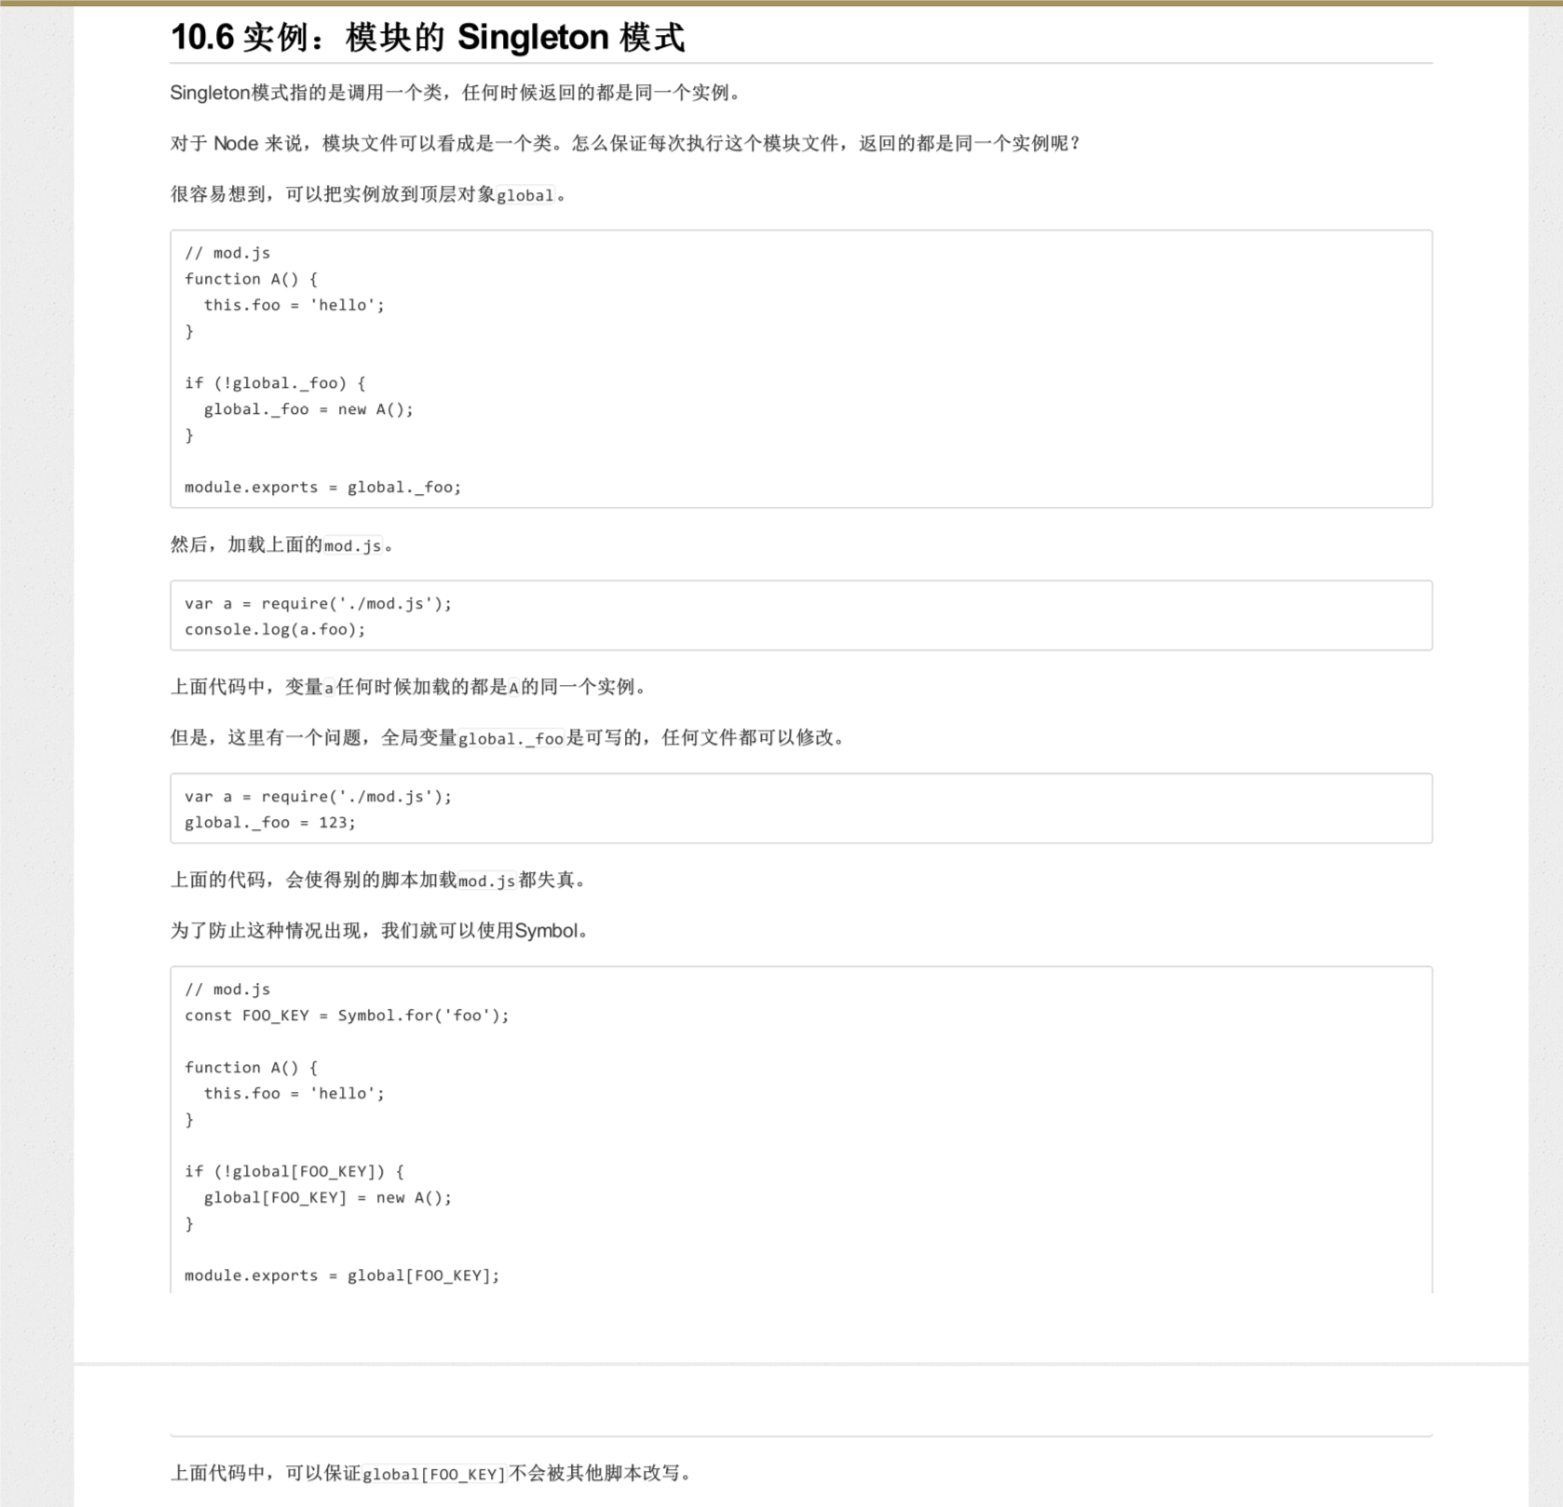 10.6 实例：模块的 Singleton 模式
Singleton模式指的是调用一个类，任何时候返回的都是同一个实例。
对于 Node 来说，模块文件可以看成是一个类。怎么保证每次执行这个模块文件，返回的都是同一个实例呢？
很容易想到，可以把实例放到顶层对象global。
// mod.js
function A() {
  this.foo = 'hello';
}
if (!global._foo) {
  global._foo = new A();
}
module.exports = global._foo;
然后，加载上面的mod.js。
var a = require('./mod.js');
console.log(a.foo);
上面代码中，变量a任何时候加载的都是A的同一个实例。
但是，这里有一个问题，全局变量global._foo是可写的，任何文件都可以修改。
var a = require('./mod.js');
global._foo = 123;
上面的代码，会使得别的脚本加载mod.js都失真。
为了防止这种情况出现，我们就可以使用Symbol。
// mod.js
const FOO_KEY = Symbol.for('foo');
function A() {
  this.foo = 'hello';
}
if (!global[FOO_KEY]) {
  global[FOO_KEY] = new A();
}
module.exports = global[FOO_KEY];
上面代码中，可以保证global[FOO_KEY]不会被其他脚本改写。